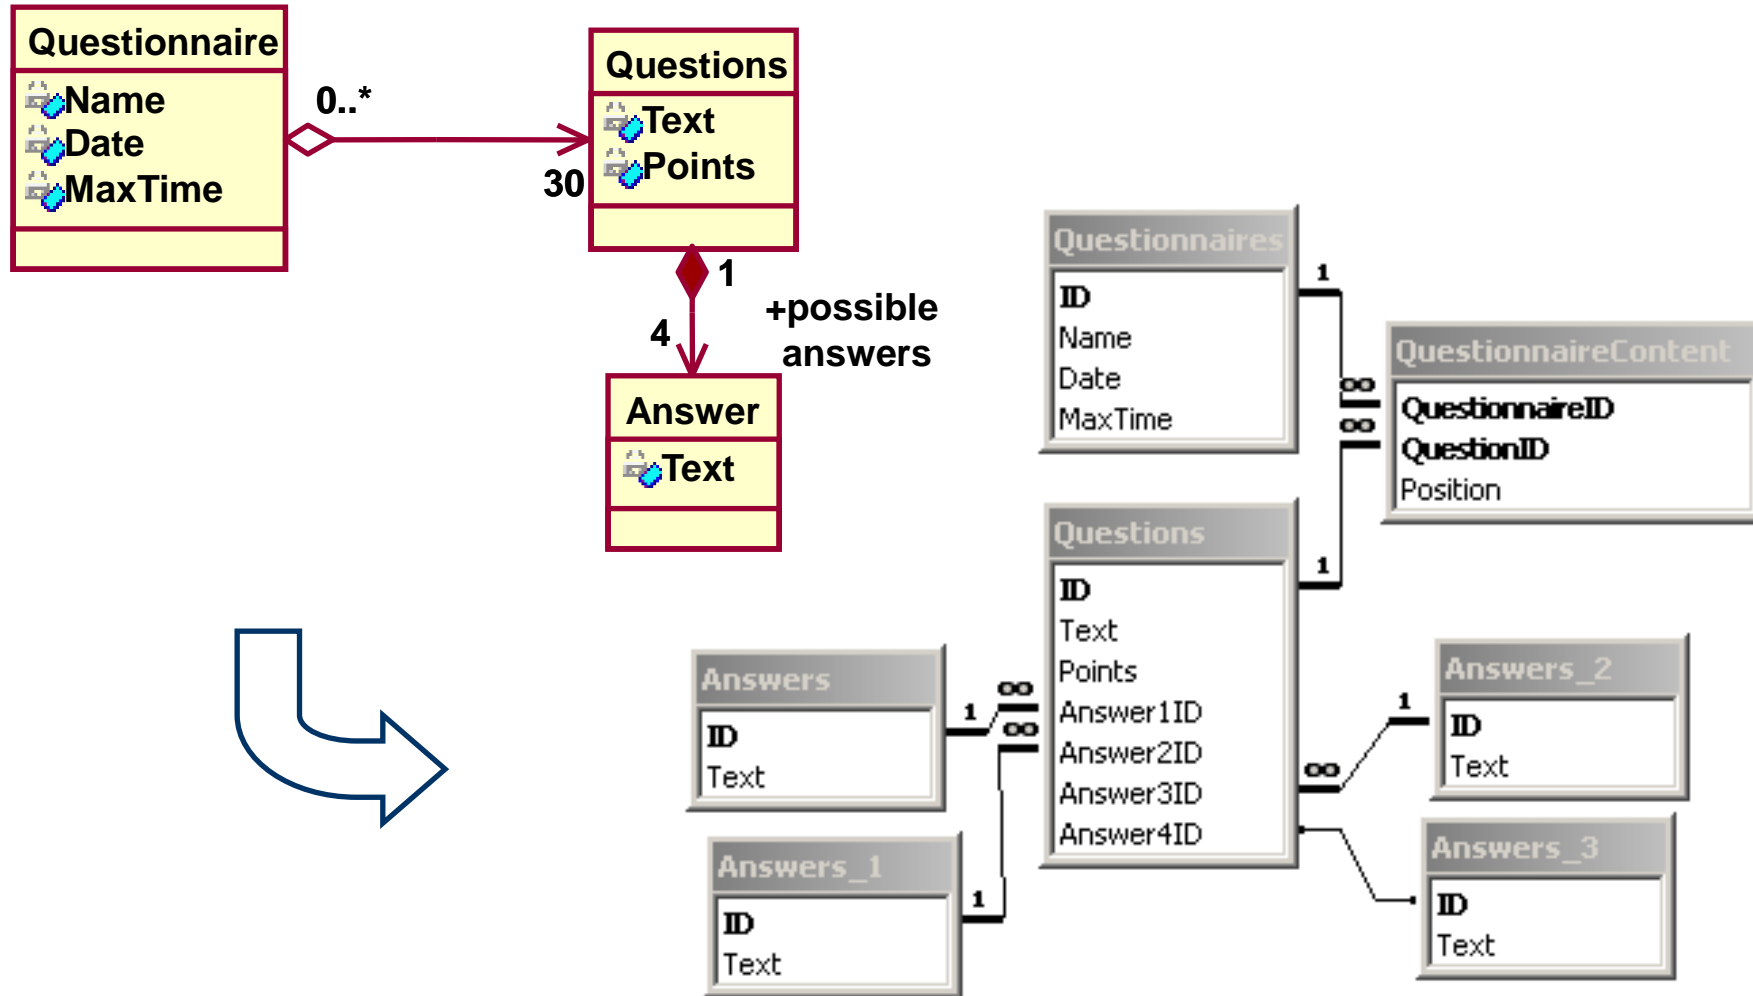 Questionnaire
Name
Date
MaxTime
0..*
30
Questions
Text
Points
1
+possible
answers
4
Answer
Text
Questionnaires
ID
Name
Date
MaxTime
1
QuestionnaireContent
QuestionnaireID
QuestionID
Position
∞
∞
Questions
ID
Text
Points
Answer1ID
Answer2ID
Answer3ID
Answer4ID
1
Answers
ID
Text
1
∞
∞
Answers_1
ID
Text
1
Answers_2
ID
Text
1
∞
Answers_3
ID
Text